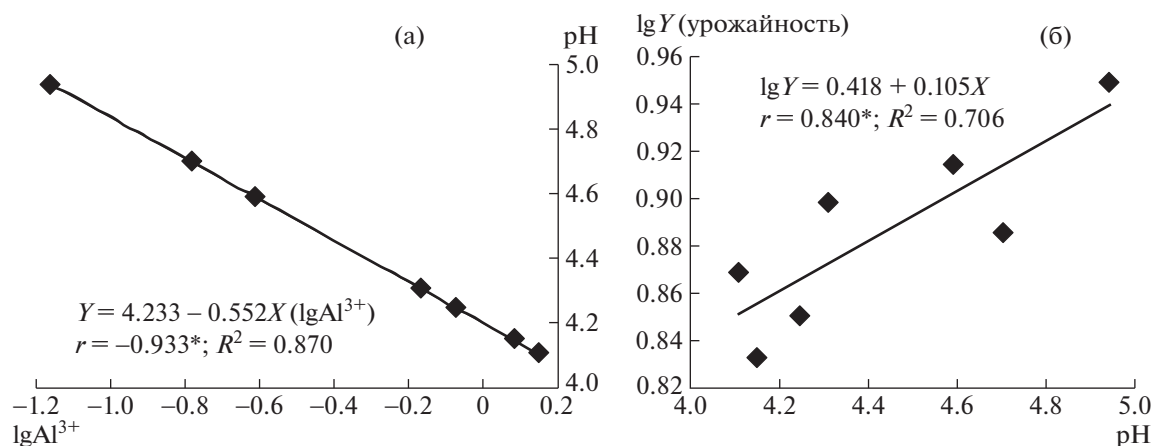 (а)
pH
5.0
4.8
4.6
4.4
4.2
4.0
Y = 4.233 – 0.552X (lgAl³⁺)
r = –0.933*; R² = 0.870
–1.2 –1.0 –0.8 –0.6 –0.4 –0.2 0 0.2
lgAl³⁺
lgY (урожайность)
(б)
0.96
0.94
0.92
0.90
0.88
0.86
0.84
0.82
lgY = 0.418 + 0.105X
r = 0.840*; R² = 0.706
4.0 4.2 4.4 4.6 4.8 5.0
pH